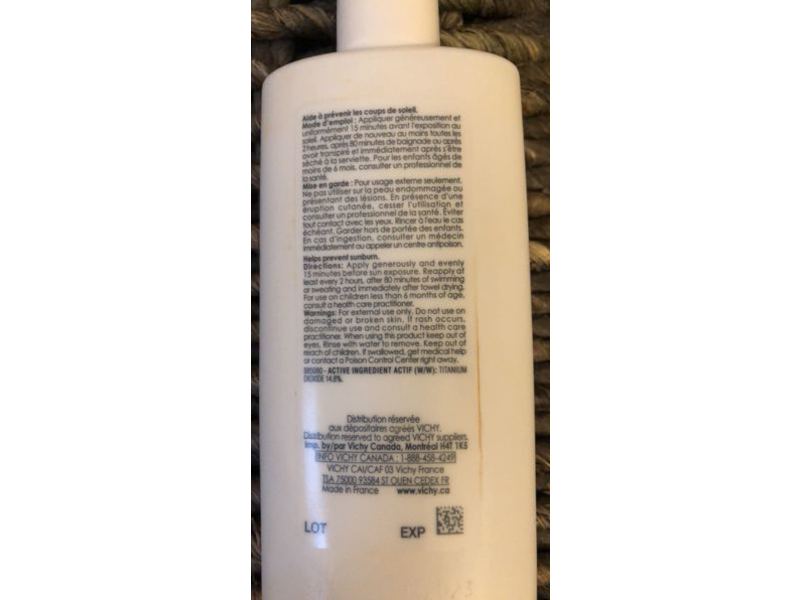 Aide à prévenir les coups de soleil.
Mode d'emploi : Appliquer généreusement et
uniformément 15 minutes avant l'exposition au
soleil. Appliquer de nouveau au moins toutes les
2 heures, après 80 minutes de baignade ou après
avoir transpiré et immédiatement après s'être
séché à la serviette. Pour les enfants âgés de
moins de 6 mois, consulter un professionnel de
la santé.
Mise en garde : Pour usage externe seulement.
Ne pas utiliser sur la peau endommagée ou
présentant des lésions. En présence d'une
éruption cutanée, cesser l'utilisation et
consulter un professionnel de la santé. Éviter
tout contact avec les yeux. Rincer à l'eau le cas
échéant. Garder hors de portée des enfants.
En cas d'ingestion, consulter un médecin
immédiatement ou appeler un centre antipoison.
Helps prevent sunburn.
Directions: Apply generously and evenly
15 minutes before sun exposure. Reapply at
least every 2 hours, after 80 minutes of swimming
or sweating and immediately after towel drying.
For use on children less than 6 months of age,
consult a health care practitioner.
Warnings: For external use only. Do not use on
damaged or broken skin. If rash occurs,
discontinue use and consult a health care
practitioner. When using this product keep out of
eyes. Rinse with water to remove. Keep out of
reach of children. If swallowed, get medical help
or contact a Poison Control Center right away.
- ACTIVE INGREDIENT ACTIF (W/W): TITANIUM
DIOXIDE 14,6%.
Distribution réservée
aux dépositaires agréés VICHY.
Distribution reserved to agreed VICHY suppliers.
Imp. by/par Vichy Canada, Montréal H4T 1K5
INFO VICHY CANADA : 1-888-458-4249
VICHY CAI/CAF 03 Vichy France
TSA 75000 93584 ST OUEN CEDEX FR
Made in France www.vichy.ca
LOT EXP